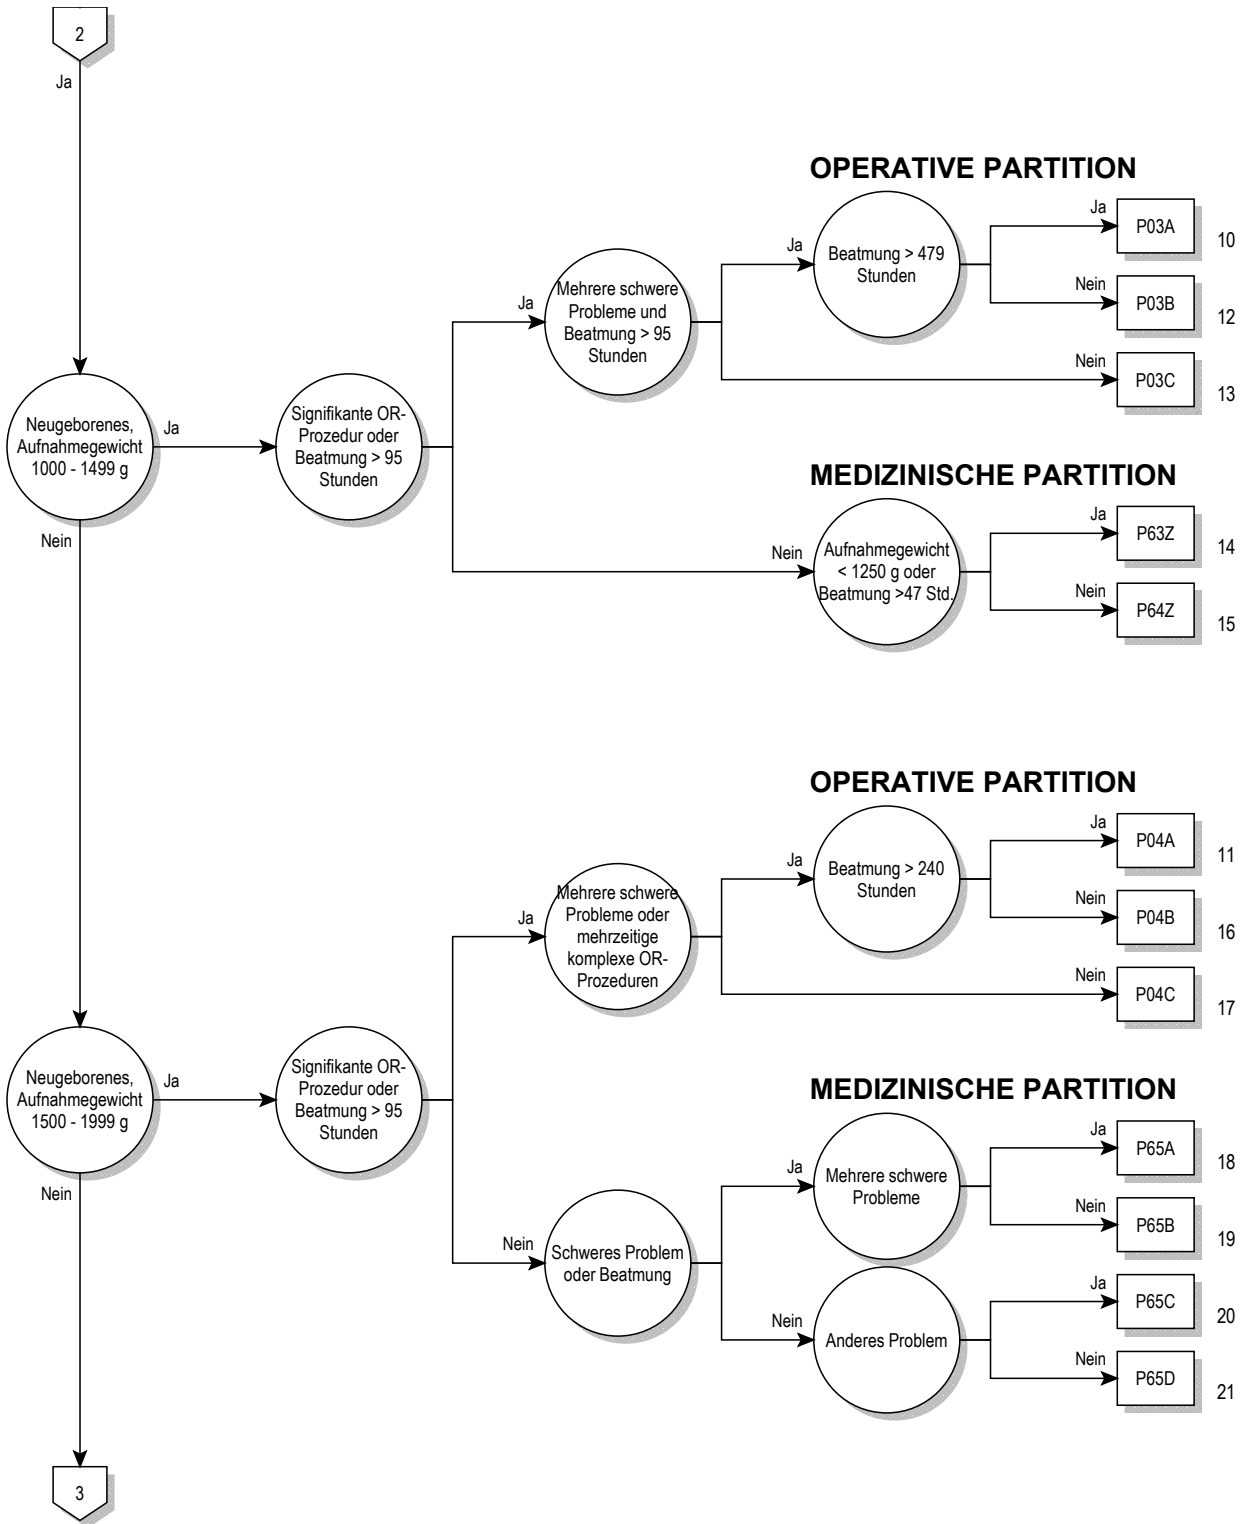 2
Ja
OPERATIVE PARTITION
Beatmung > 479
Stunden
Ja
P03A
10
Nein
P03B
12
Ja
Mehrere schwere
Probleme und
Beatmung > 95
Stunden
Ja
Nein
P03C
13
Neugeborenes,
Aufnahmegewicht
1000 - 1499 g
Ja
Signifikante OR-
Prozedur oder
Beatmung > 95
Stunden
MEDIZINISCHE PARTITION
Nein
Aufnahmegewicht
< 1250 g oder
Beatmung >47 Std.
Ja
P63Z
14
Nein
P64Z
15
Nein
OPERATIVE PARTITION
Ja
Beatmung > 240
Stunden
Ja
P04A
11
Nein
P04B
16
Ja
Mehrere schwere
Probleme oder
mehrzeitige
komplexe OR-
Prozeduren
Nein
P04C
17
Neugeborenes,
Aufnahmegewicht
1500 - 1999 g
Ja
Signifikante OR-
Prozedur oder
Beatmung > 95
Stunden
MEDIZINISCHE PARTITION
Ja
Mehrere schwere
Probleme
Ja
P65A
18
Nein
P65B
19
Nein
Schweres Problem
oder Beatmung
Nein
Anderes Problem
Ja
P65C
20
Nein
P65D
21
Nein
3